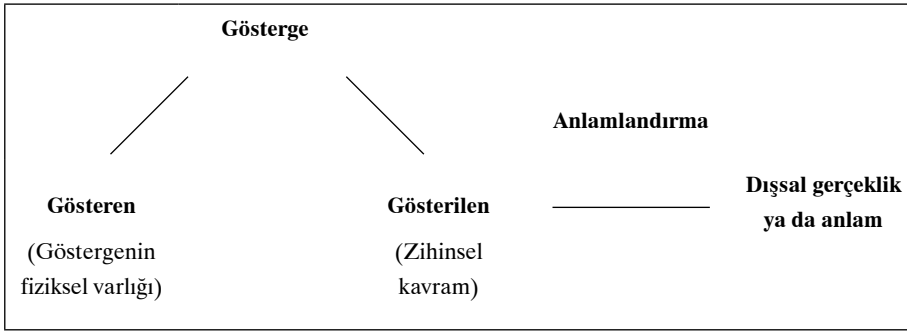 Gösterge
Anlamlandırma
Gösteren
(Göstergenin
fiziksel varlığı)
Gösterilen
(Zihinsel
kavram)
Dışsal gerçeklik
ya da anlam